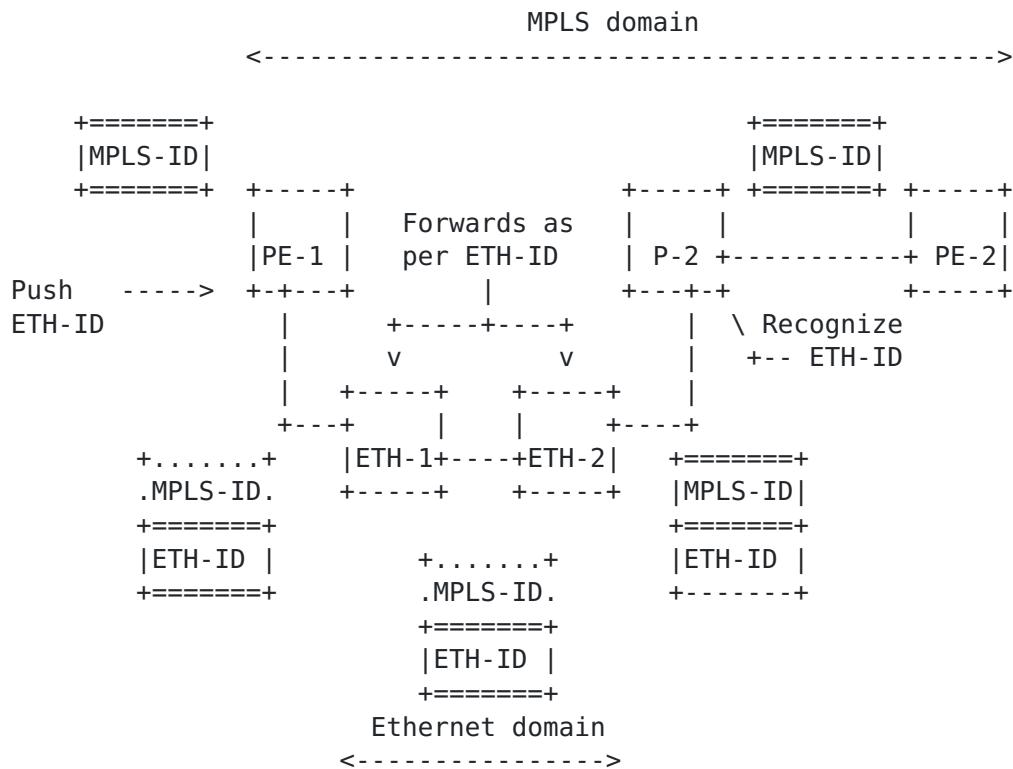 MPLS domain
               <----------------------------------------------->

    +=======+                                  +=======+
    |MPLS-ID|                                  |MPLS-ID|
    +=======+  +-----+                 +-----+ +=======+ +-----+
               |     |   Forwards as   |     |           |     |
               |PE-1 |   per ETH-ID    | P-2 +-----------+ PE-2|
Push   ----->  +-+---+        |        +---+-+           +-----+
ETH-ID           |      +-----+----+       |  \ Recognize
                 |      v          v       |   +-- ETH-ID
                 |   +-----+    +-----+    |
                 +---+     |    |     +----+
        +.......+    |ETH-1+----+ETH-2|   +=======+
        .MPLS-ID.    +-----+    +-----+   |MPLS-ID|
        +=======+                         +=======+
        |ETH-ID |         +.......+       |ETH-ID |
        +=======+         .MPLS-ID.       +-------+
                          +=======+
                          |ETH-ID |
                          +=======+
                       Ethernet domain
                     <---------------->